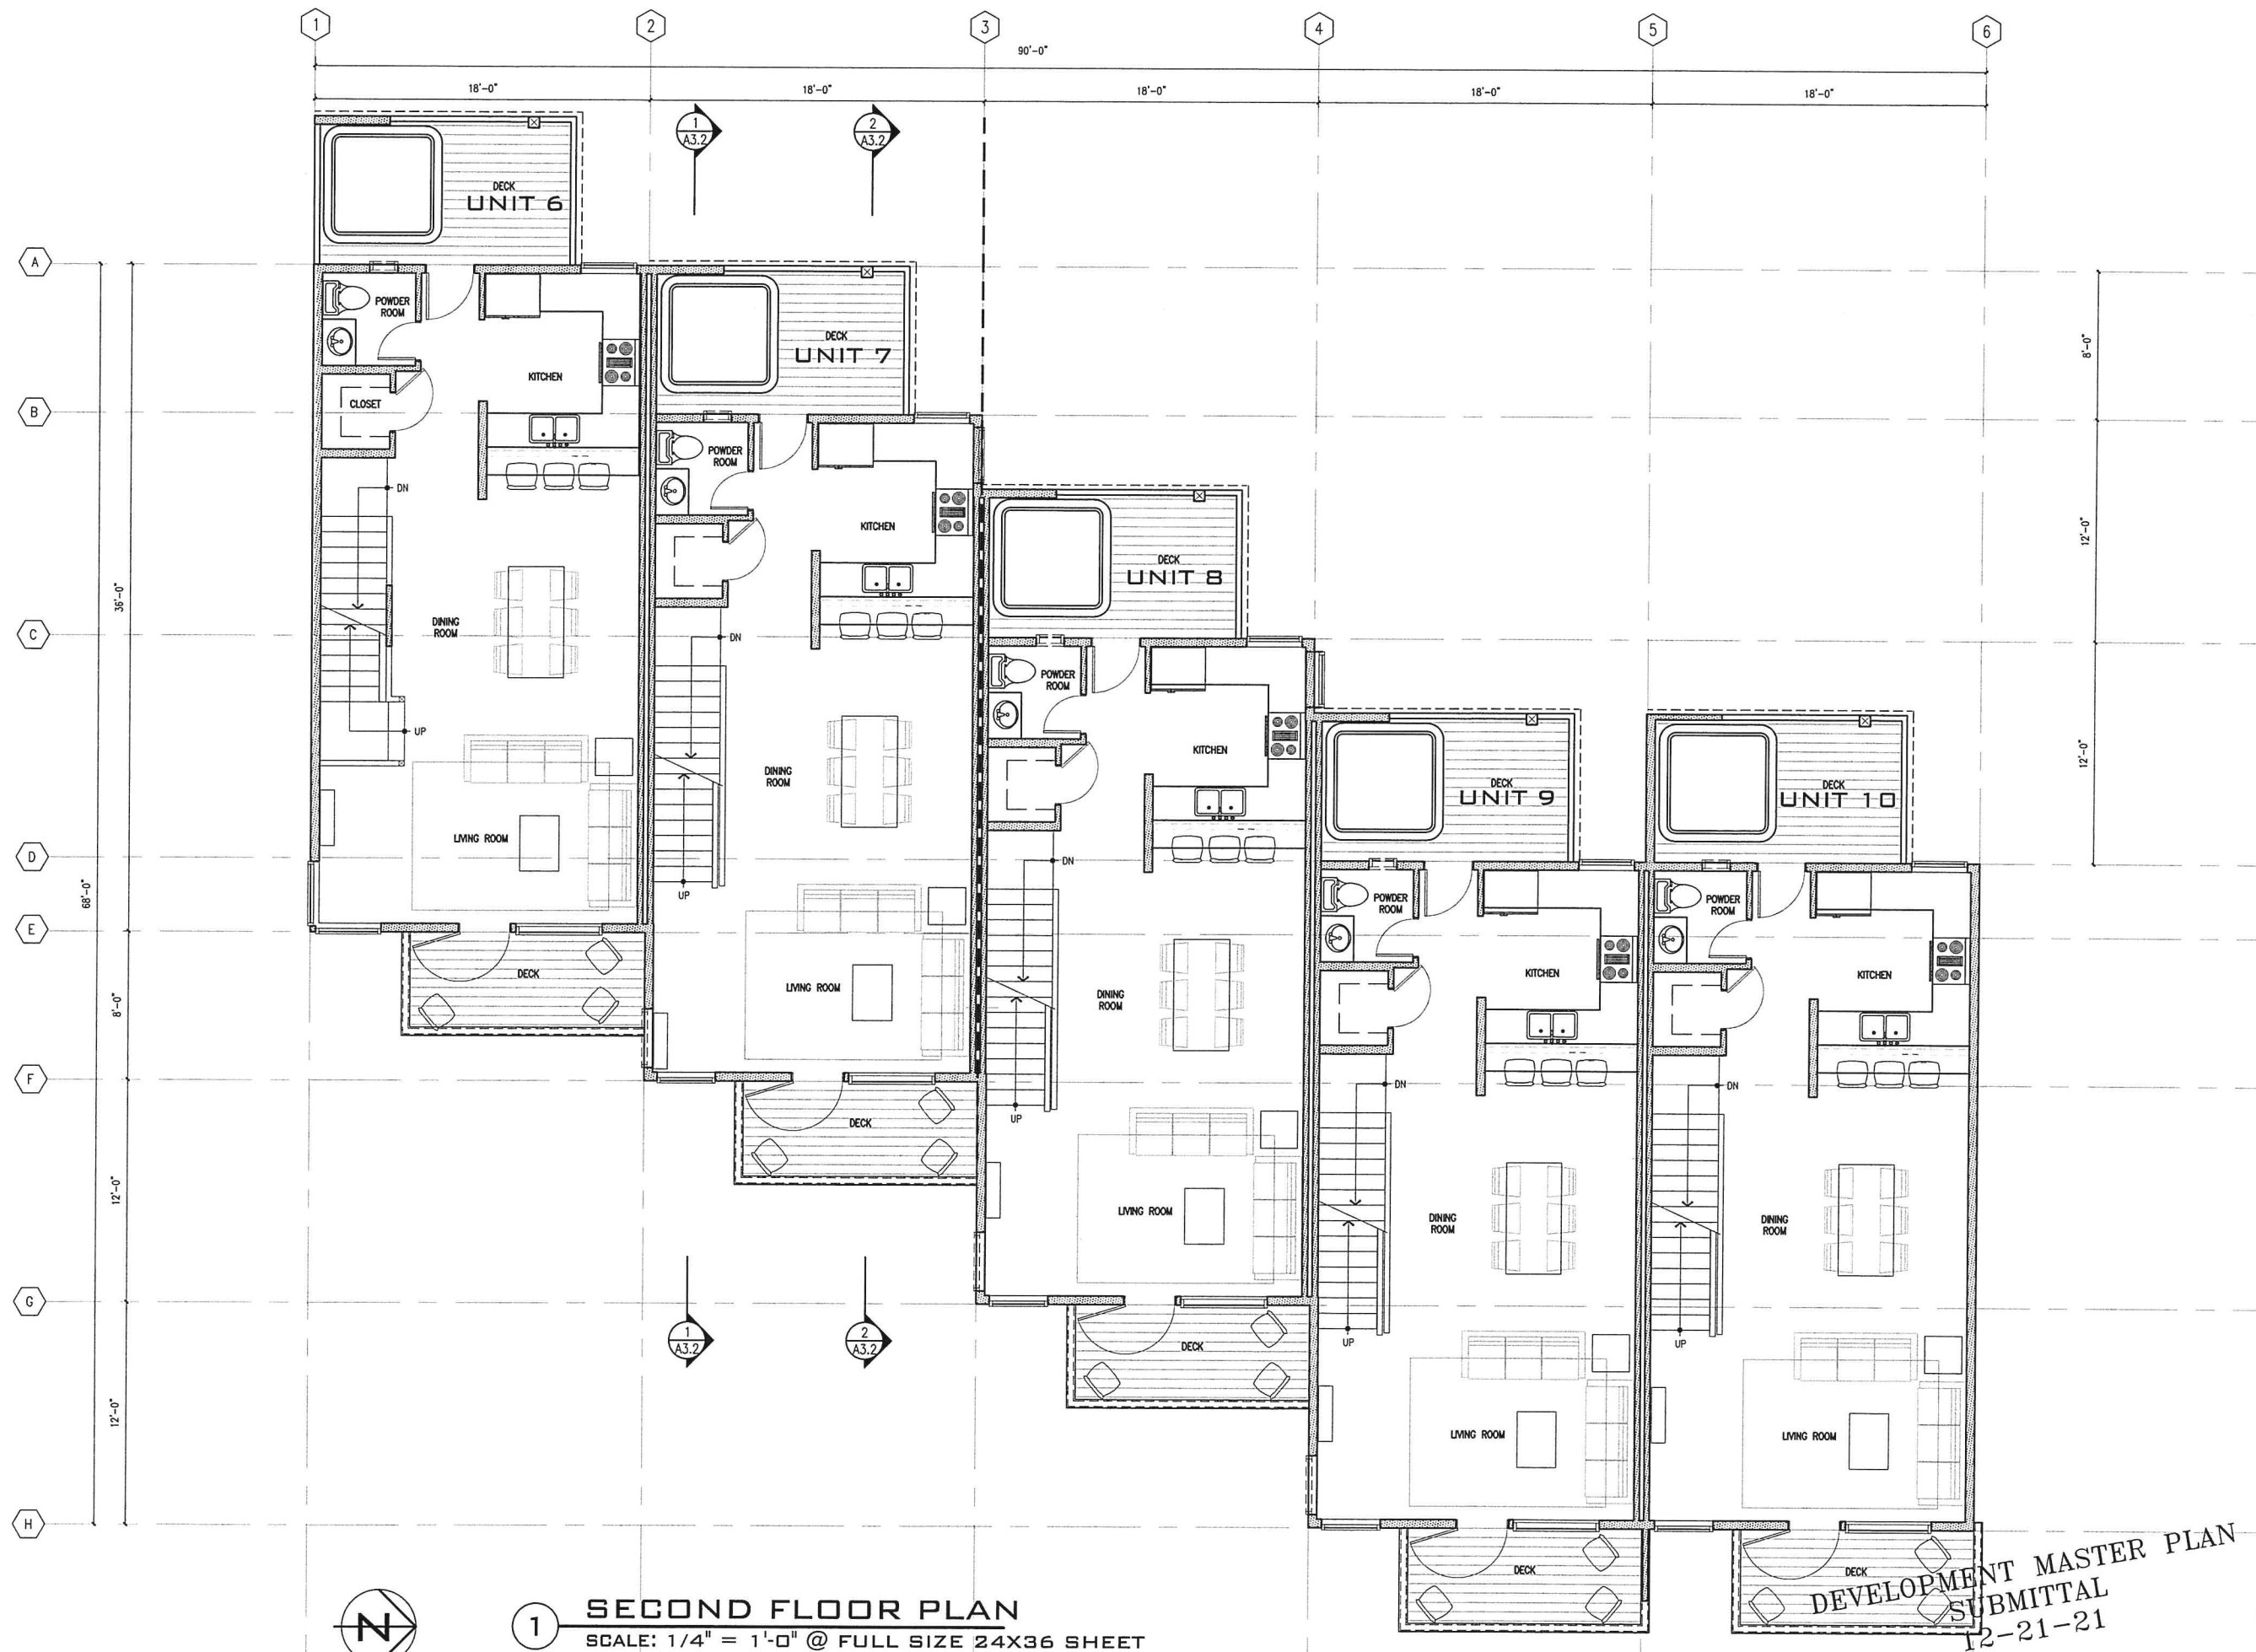 1 2 3 4 5 6
90'-0"
18'-0" 18'-0" 18'-0" 18'-0" 18'-0"
1
A3.2
2
A3.2
DECK
UNIT 6
A
POWDER
ROOM
KITCHEN
CLOSET
DN
DINING
ROOM
UP
LIVING ROOM
DECK
DECK
UNIT 7
POWDER
ROOM
KITCHEN
DN
DINING
ROOM
UP
LIVING ROOM
DECK
DECK
UNIT 8
POWDER
ROOM
KITCHEN
DN
DINING
ROOM
UP
LIVING ROOM
DECK
DECK
UNIT 9
POWDER
ROOM
KITCHEN
DN
DINING
ROOM
UP
LIVING ROOM
DECK
DECK
UNIT 10
POWDER
ROOM
KITCHEN
DN
DINING
ROOM
UP
LIVING ROOM
DECK
B
C
D
E
F
G
H
68'-0"
36'-0"
8'-0"
12'-0"
12'-0"
8'-0"
12'-0"
12'-0"
1
A3.2
2
A3.2
N
1
SECOND FLOOR PLAN
SCALE: 1/4" = 1'-0" @ FULL SIZE 24X36 SHEET
DEVELOPMENT MASTER PLAN
SUBMITTAL
12-21-21